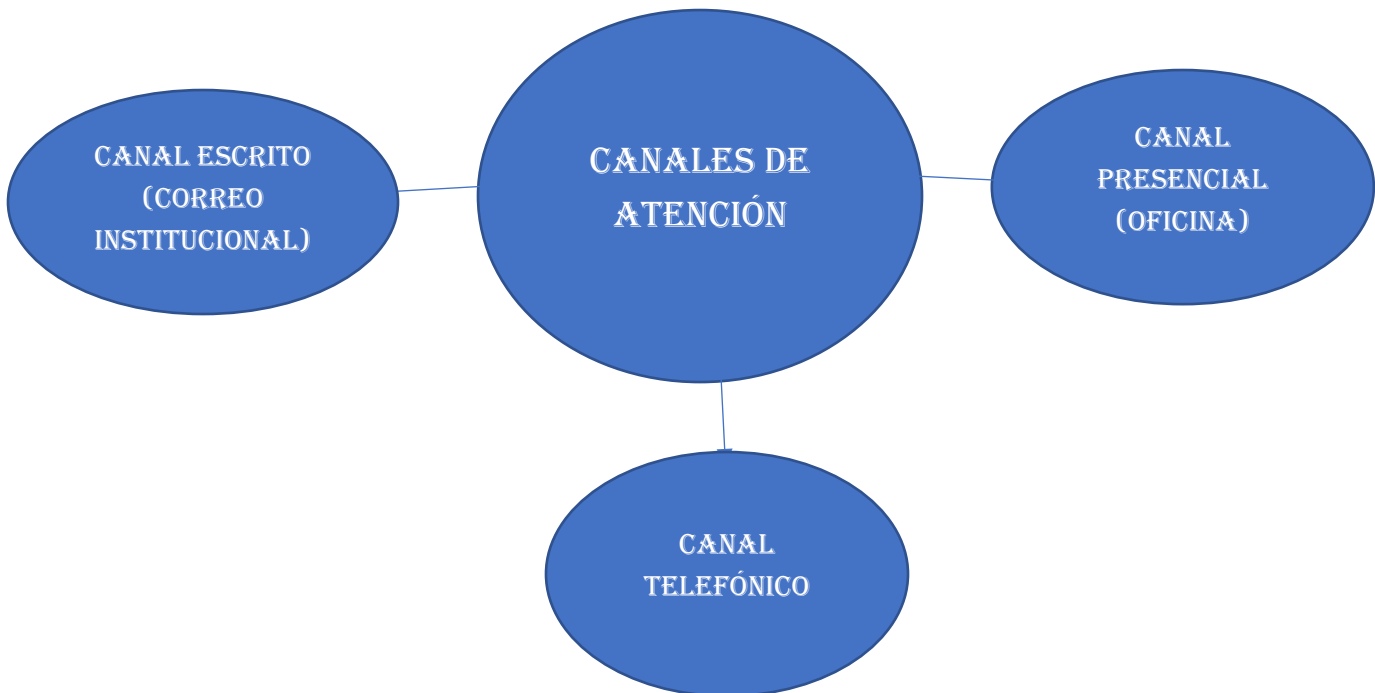 CANAL ESCRITO
(CORREO
INSTITUCIONAL)
CANALES DE
ATENCIÓN
CANAL
PRESENCIAL
(OFICINA)
CANAL
TELEFÓNICO